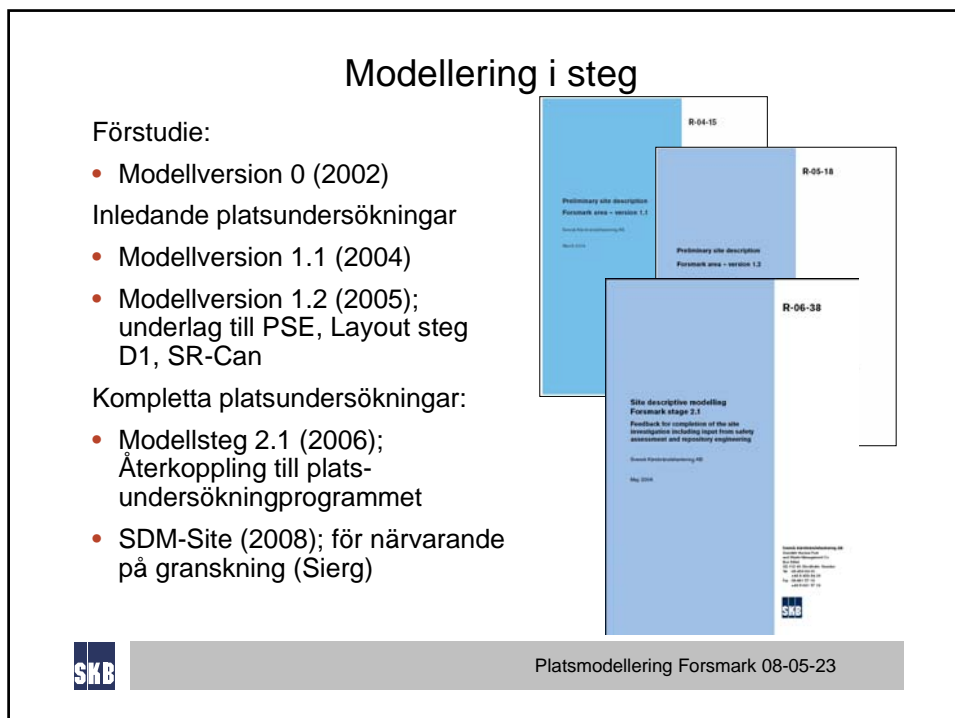 Modellering i steg
Förstudie:
• Modellversion 0 (2002)
Inledande platsundersökningar
• Modellversion 1.1 (2004)
• Modellversion 1.2 (2005);
underlag till PSE, Layout steg
D1, SR-Can
Kompletta platsundersökningar:
• Modellsteg 2.1 (2006);
Återkoppling till plats-
undersökningprogrammet
• SDM-Site (2008); för närvarande
på granskning (Sierg)
R-04-15
Preliminary site description
Forsmark area – version 1.1
R-05-18
Preliminary site description
Forsmark area – version 1.2
R-06-38
Site descriptive modelling
Forsmark stage 2.1
Feedback for completion of the site
investigation including input from safety
assessment and repository engineering
Svensk Kärnbränslehantering AB
SKB
SKB
Platsmodellering Forsmark 08-05-23